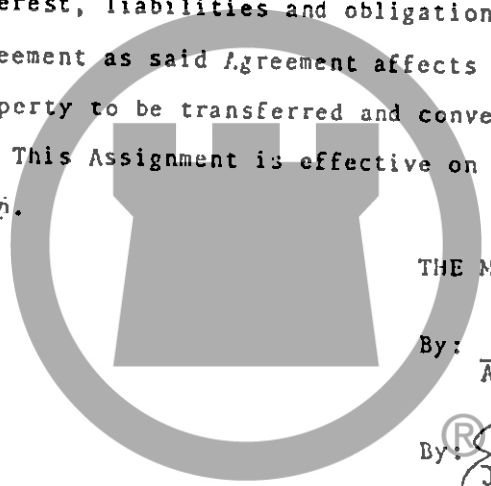 erest, liabilities and obligation
eement as said Agreement affects
perty to be transferred and conve
This Assignment is effective on
n.
THE M
By:
A
By:
®
J